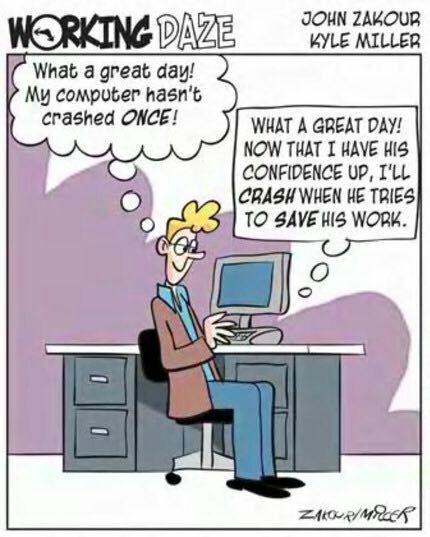 WORKING DAZE
JOHN ZAKOUR
KYLE MILLER
What a great day!
My computer hasn't
crashed ONCE!
WHAT A GREAT DAY!
NOW THAT I HAVE HIS
CONFIDENCE UP, I'LL
CRASH WHEN HE TRIES
TO SAVE HIS WORK.
ZAKOUR/MILLER